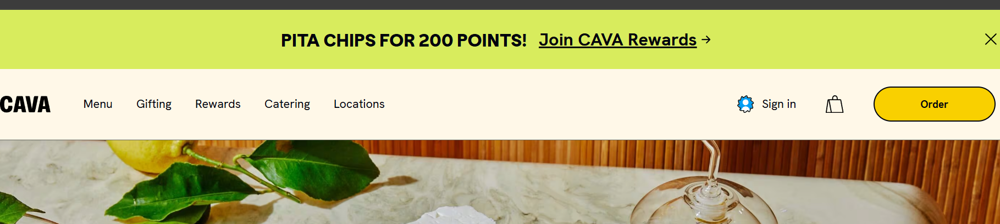 PITA CHIPS FOR 200 POINTS! Join CAVA Rewards →
CAVA Menu Gifting Rewards Catering Locations Sign in Order